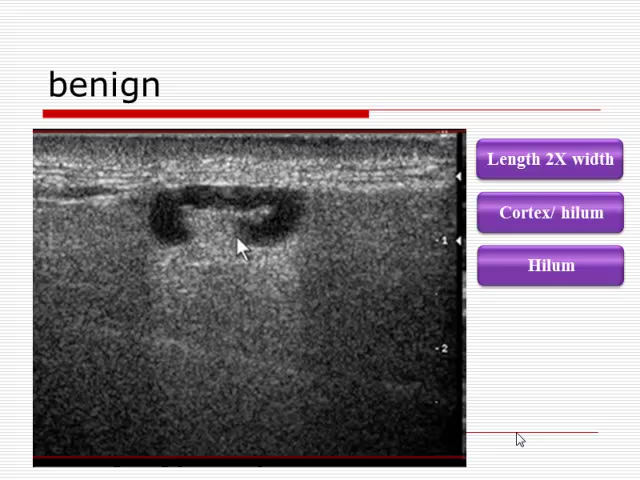 benign
Length 2X width
Cortex/ hilum
Hilum
- 1
- 2